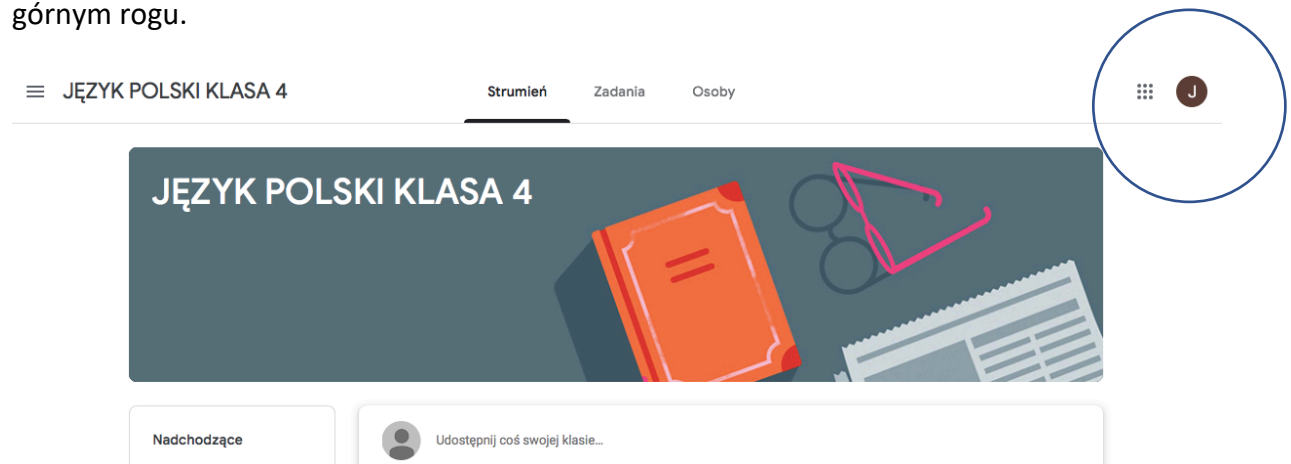 górnym rogu.
JĘZYK POLSKI KLASA 4 Strumień Zadania Osoby J
JĘZYK POLSKI KLASA 4
Nadchodzące Udostępnij coś swojej klasie...